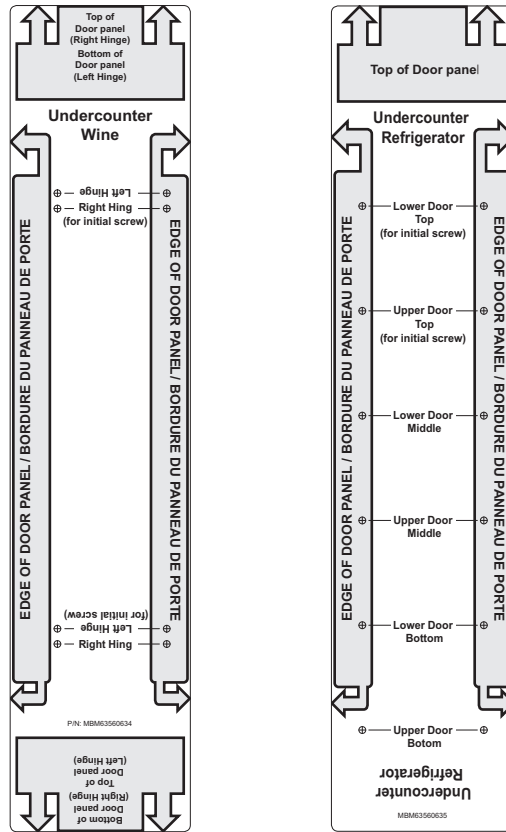 Top of
Door panel
(Right Hinge)
Bottom of
Door panel
(Left Hinge)
Undercounter
Wine
Left Hinge
Right Hing
(for initial screw)
EDGE OF DOOR PANEL / BORDURE DU PANNEAU DE PORTE
EDGE OF DOOR PANEL / BORDURE DU PANNEAU DE PORTE
(for initial screw)
Left Hinge
Right Hing
P/N: MBM63560634
Bottom of
Door panel
(Right Hinge)
Top of
Door panel
(Left Hinge)
Top of Door panel
Undercounter
Refrigerator
Lower Door
Top
(for initial screw)
Upper Door
Top
(for initial screw)
Lower Door
Middle
Upper Door
Middle
Lower Door
Bottom
EDGE OF DOOR PANEL / BORDURE DU PANNEAU DE PORTE
EDGE OF DOOR PANEL / BORDURE DU PANNEAU DE PORTE
Upper Door
Botom
Undercounter
Refrigerator
MBM63560635